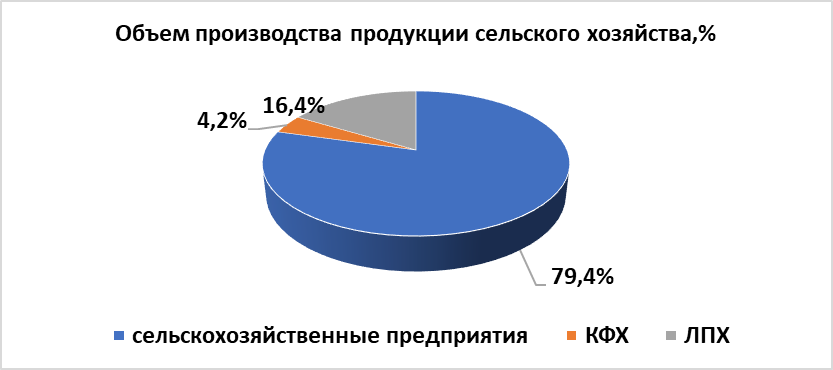 Объем производства продукции сельского хозяйства,%
16,4%
4,2%
79,4%
сельскохозяйственные предприятия КФХ ЛПХ